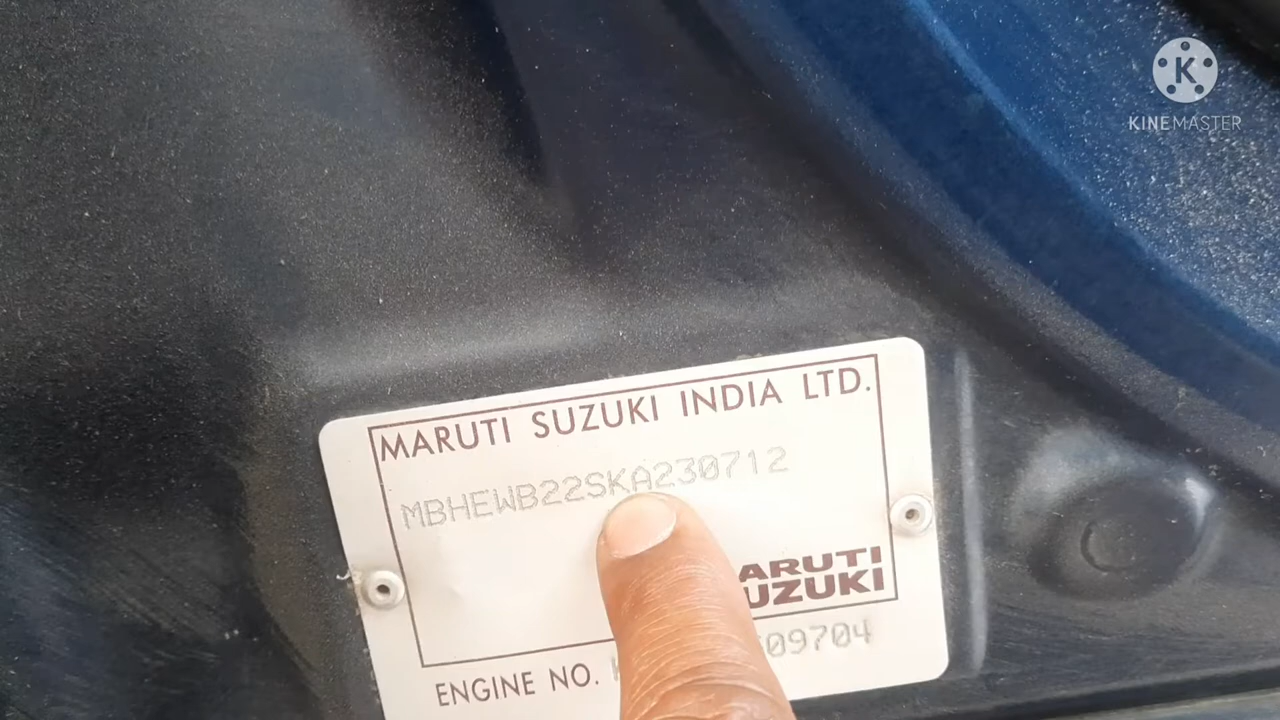 KINEMASTER
MARUTI SUZUKI INDIA LTD.
MBHEWB22SKA230712
ARUTI
UZUKI
ENGINE NO. 09704